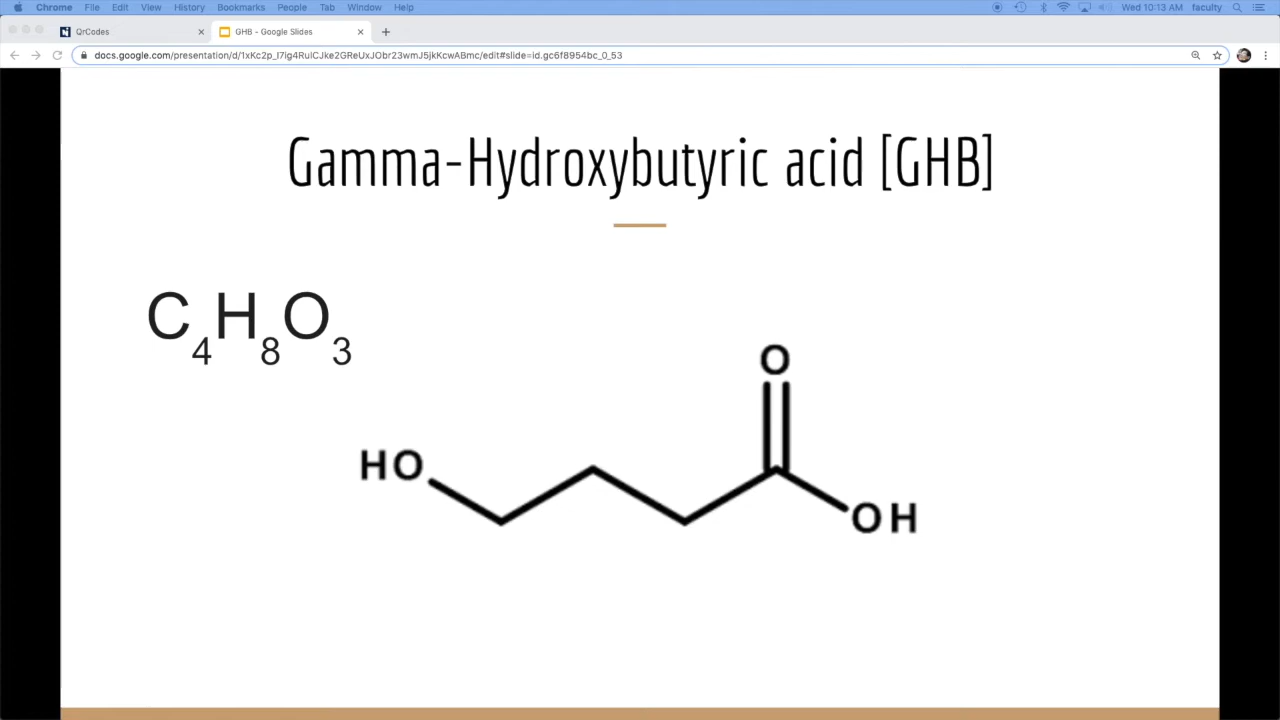 Chrome File Edit View History Bookmarks People Tab Window Help Wed 10:13 AM faculty
QrCodes GHB - Google Slides
docs.google.com/presentation/d/1xKc2p_I7ig4RulCJke2GReUxJObr23wmJ5jkKcwABmc/edit#slide=id.gc6f8954bc_0_53
Gamma-Hydroxybutyric acid [GHB]
C4H8O3
O
HO
OH